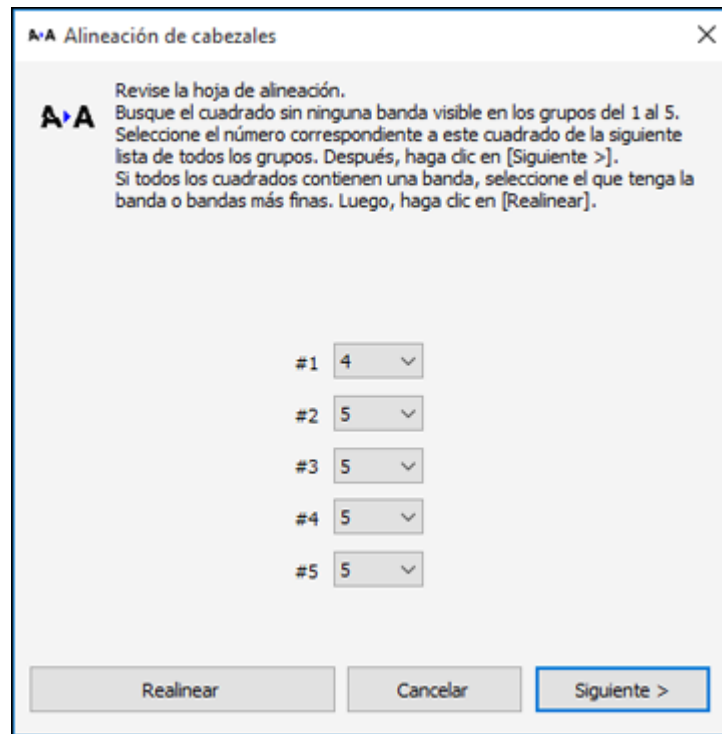 A›A Alineación de cabezales
A›A
Revise la hoja de alineación.
Busque el cuadrado sin ninguna banda visible en los grupos del 1 al 5.
Seleccione el número correspondiente a este cuadrado de la siguiente
lista de todos los grupos. Después, haga clic en [Siguiente >].
Si todos los cuadrados contienen una banda, seleccione el que tenga la
banda o bandas más finas. Luego, haga clic en [Realinear].
#1 4
#2 5
#3 5
#4 5
#5 5
Realinear Cancelar Siguiente >